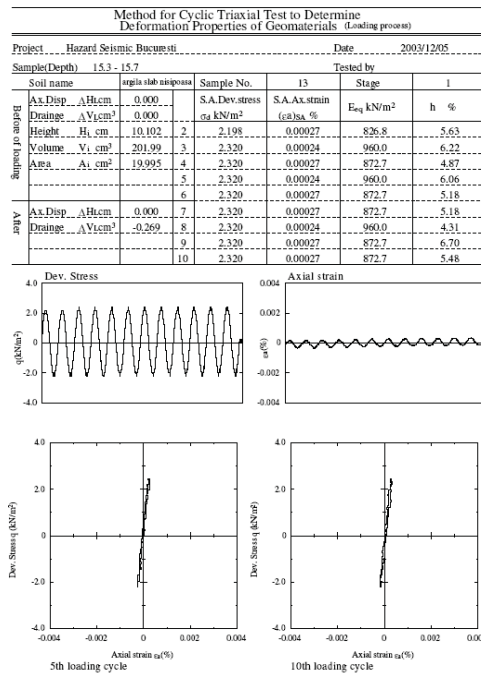 Method for Cyclic Triaxial Test to Determine
Deformation Properties of Geomaterials (Loading process)
Project Hazard Seismic Bucuresti Date 2003/12/05
Sample(Depth) 15.3 - 15.7 Tested by
Soil name argila slab nisipoasa Sample No. 13 Stage 1
Before of loading
Ax.Disp ΔHLcm 0.000 S.A.Dev.stress S.A.Ax.strain Eeq kN/m² h %
Drainge ΔVLcm³ 0.000 σd kN/m² (εa)SA %
Height Hi cm 10.102 2 2.198 0.00027 826.8 5.63
Volume Vi cm³ 201.99 3 2.320 0.00024 960.0 6.22
Area Ai cm² 19.995 4 2.320 0.00027 872.7 4.87
5 2.320 0.00024 960.0 6.06
6 2.320 0.00027 872.7 5.18
After
Ax.Disp ΔHLcm 0.000 7 2.320 0.00027 872.7 5.18
Drainge ΔVLcm³ -0.269 8 2.320 0.00024 960.0 4.31
9 2.320 0.00027 872.7 6.70
10 2.320 0.00027 872.7 5.48
Dev. Stress
4.0
2.0
0
-2.0
-4.0
q(kN/m²)
Axial strain
0.004
0.002
0
-0.002
-0.004
εa(%)
4.0
2.0
0
-2.0
-4.0
Dev. Stress q (kN/m²)
-0.004 -0.002 0 0.002 0.004
Axial strain εa(%)
5th loading cycle
4.0
2.0
0
-2.0
-4.0
Dev. Stress q (kN/m²)
-0.004 -0.002 0 0.002 0.00
Axial strain εa(%)
10th loading cycle